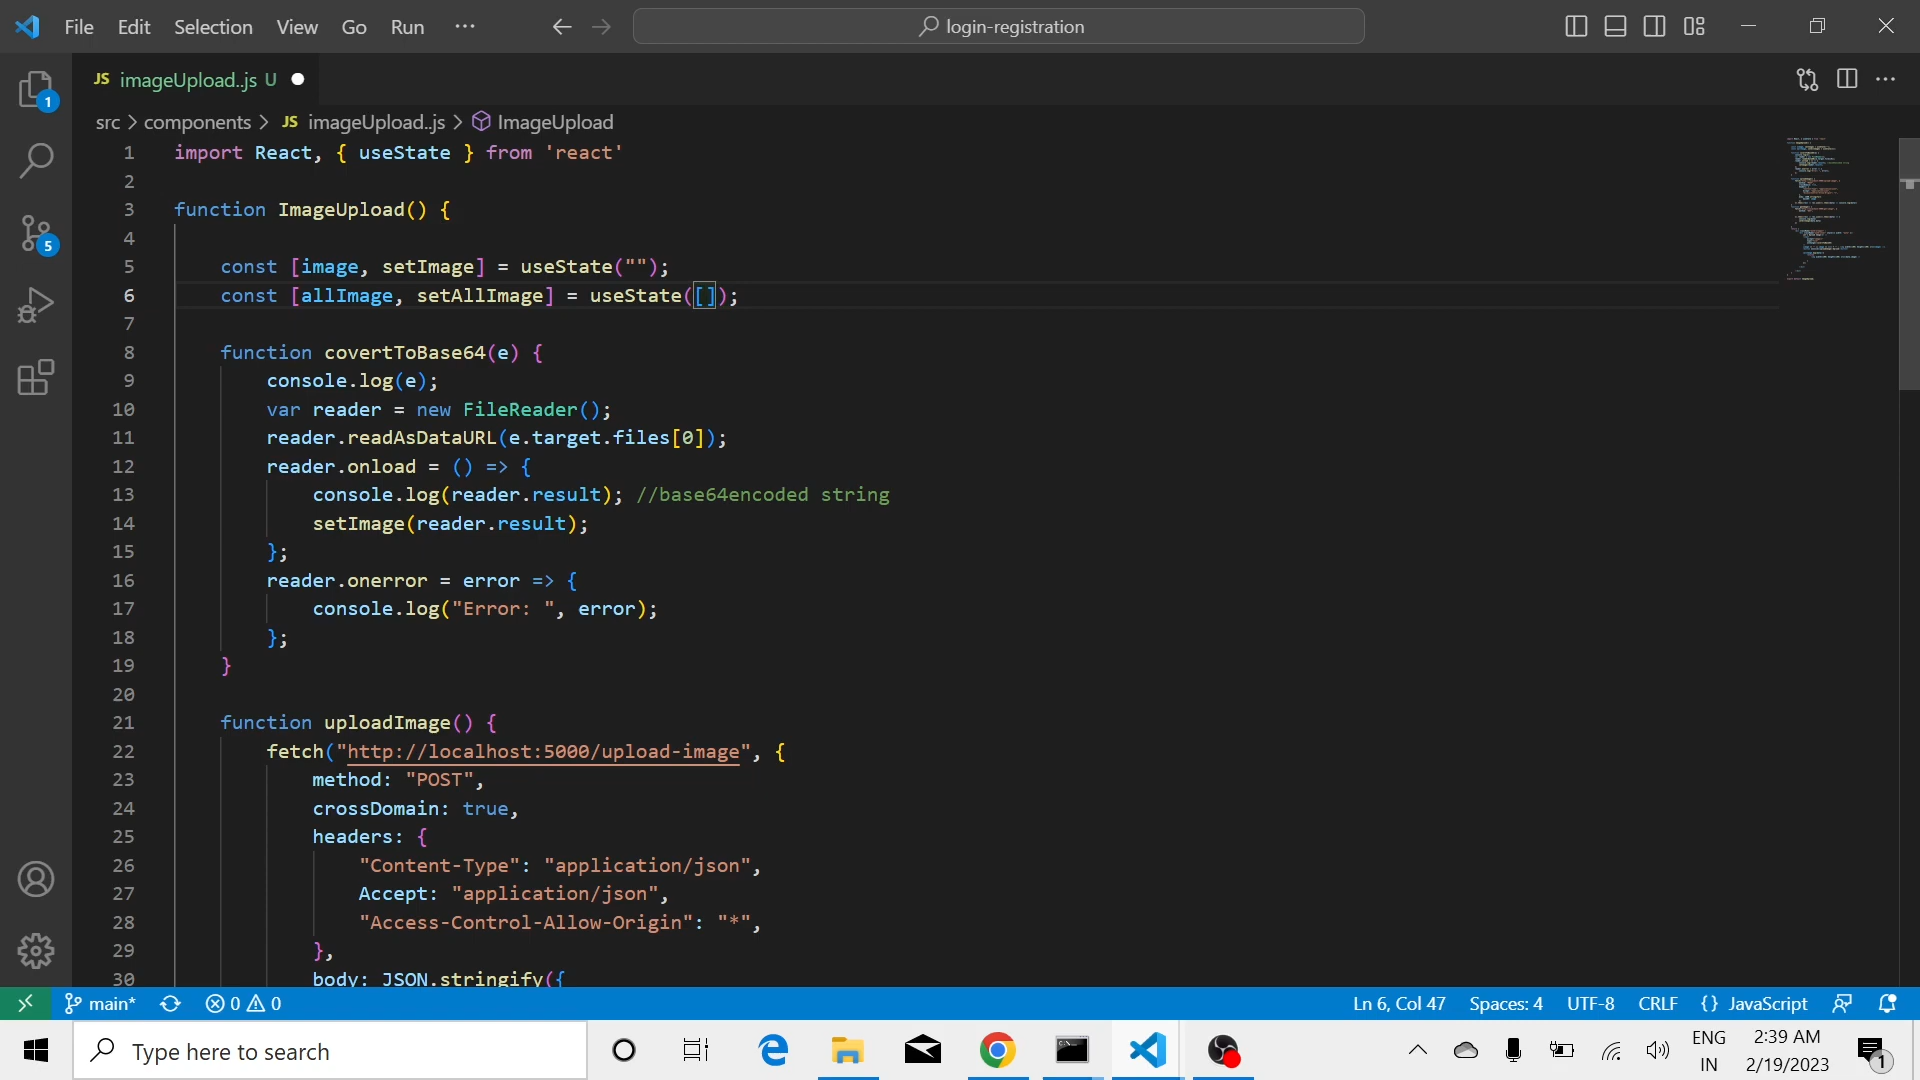 File Edit Selection View Go Run ··· login-registration
1
JS imageUpload..js U
src > components > JS imageUpload..js > ImageUpload
1 import React, { useState } from 'react'
2
3 function ImageUpload() {
4
5 const [image, setImage] = useState("");
6 const [allImage, setAllImage] = useState([]);
7
8 function covertToBase64(e) {
9 console.log(e);
10 var reader = new FileReader();
11 reader.readAsDataURL(e.target.files[0]);
12 reader.onload = () => {
13 console.log(reader.result); //base64encoded string
14 setImage(reader.result);
15 };
16 reader.onerror = error => {
17 console.log("Error: ", error);
18 };
19 }
20
21 function uploadImage() {
22 fetch("http://localhost:5000/upload-image", {
23 method: "POST",
24 crossDomain: true,
25 headers: {
26 "Content-Type": "application/json",
27 Accept: "application/json",
28 "Access-Control-Allow-Origin": "*",
29 },
30 body: JSON.stringify({
5
main* 0 0 Ln 6, Col 47 Spaces: 4 UTF-8 CRLF {} JavaScript
Type here to search
ENG
IN
2:39 AM
2/19/2023
1